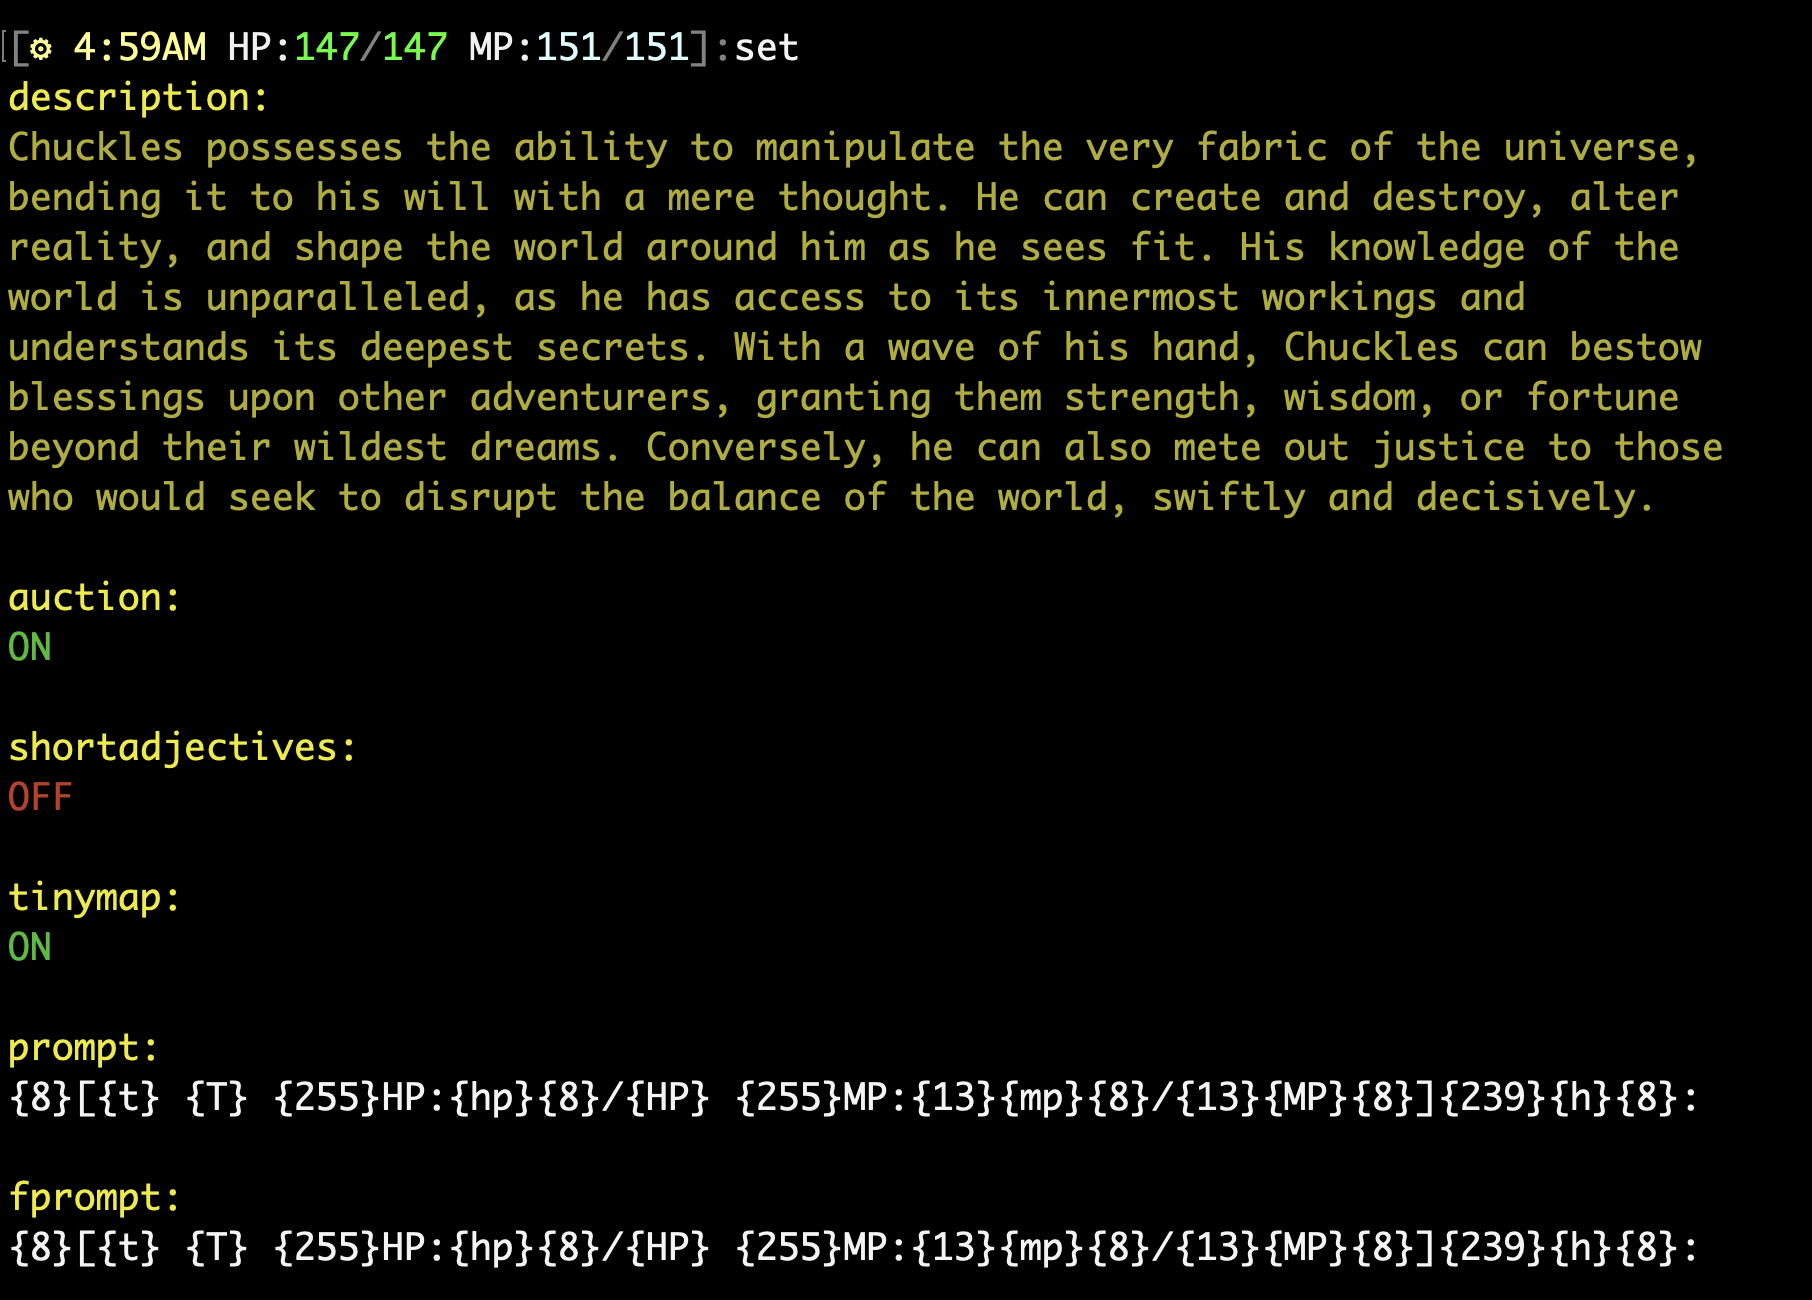 [⚙ 4:59AM HP:147/147 MP:151/151]:set
description:
Chuckles possesses the ability to manipulate the very fabric of the universe,
bending it to his will with a mere thought. He can create and destroy, alter
reality, and shape the world around him as he sees fit. His knowledge of the
world is unparalleled, as he has access to its innermost workings and
understands its deepest secrets. With a wave of his hand, Chuckles can bestow
blessings upon other adventurers, granting them strength, wisdom, or fortune
beyond their wildest dreams. Conversely, he can also mete out justice to those
who would seek to disrupt the balance of the world, swiftly and decisively.
auction:
ON
shortadjectives:
OFF
tinymap:
ON
prompt:
{8}[{t} {T} {255}HP:{hp}{8}/{HP} {255}MP:{13}{mp}{8}/{13}{MP}{8}]{239}{h}{8}:
fprompt:
{8}[{t} {T} {255}HP:{hp}{8}/{HP} {255}MP:{13}{mp}{8}/{13}{MP}{8}]{239}{h}{8}: